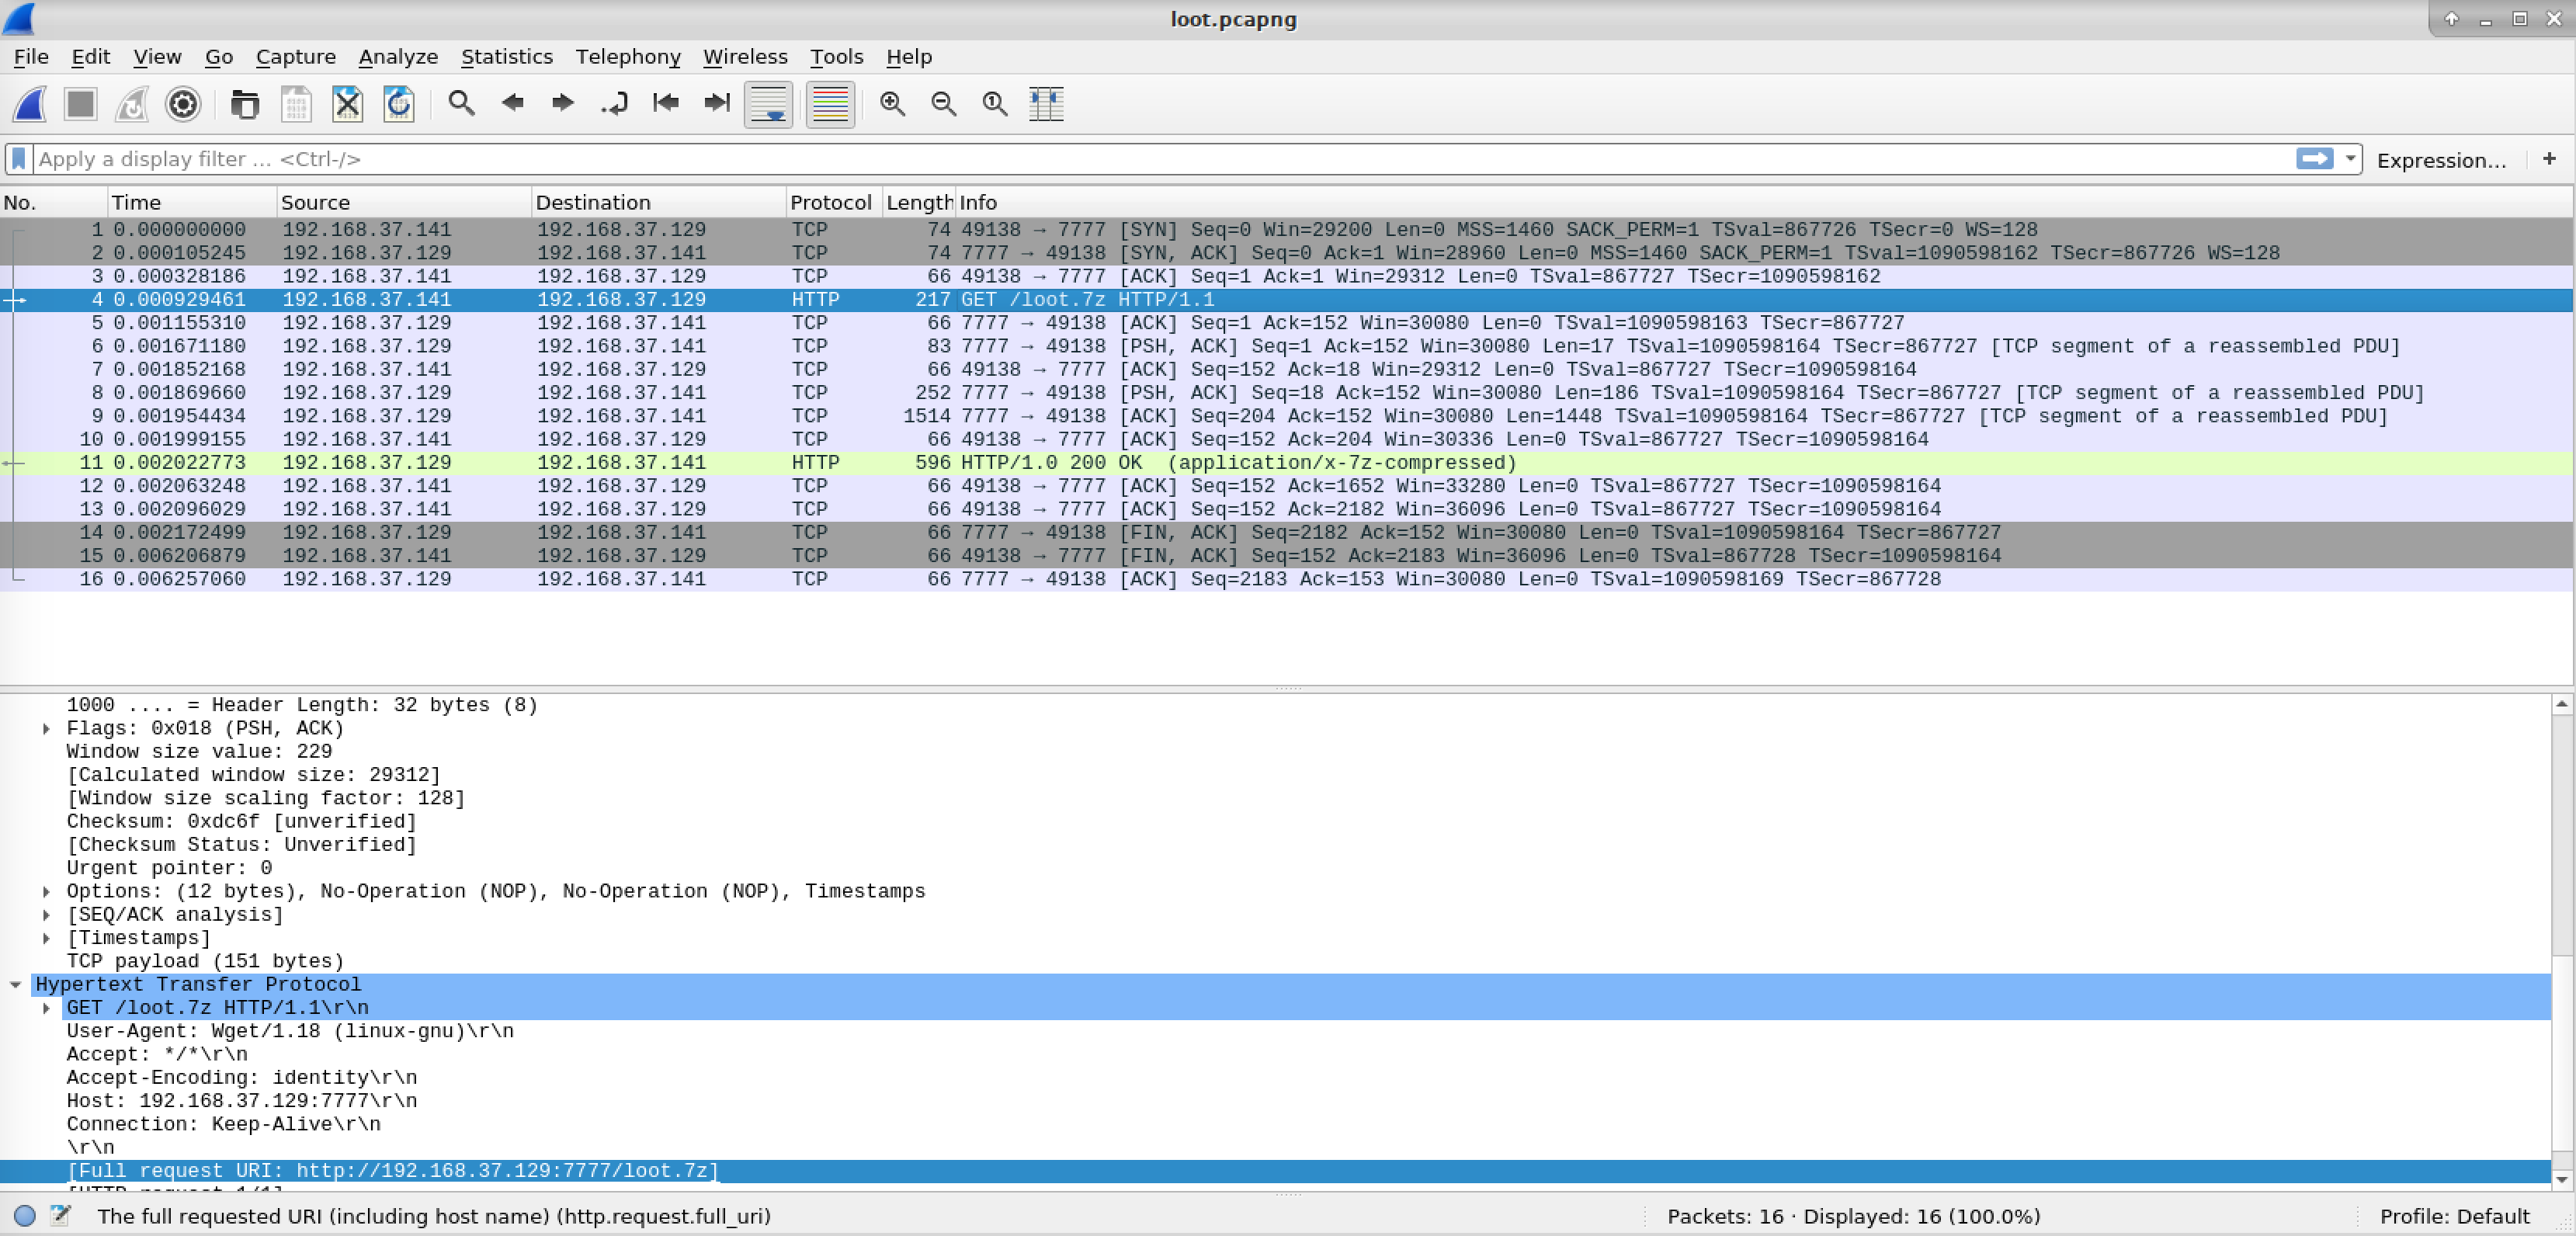 loot.pcapng
File Edit View Go Capture Analyze Statistics Telephony Wireless Tools Help
Apply a display filter ... <Ctrl-/> Expression... +
No. Time Source Destination Protocol Length Info
1 0.000000000 192.168.37.141 192.168.37.129 TCP 74 49138 → 7777 [SYN] Seq=0 Win=29200 Len=0 MSS=1460 SACK_PERM=1 TSval=867726 TSecr=0 WS=128
2 0.000105245 192.168.37.129 192.168.37.141 TCP 74 7777 → 49138 [SYN, ACK] Seq=0 Ack=1 Win=28960 Len=0 MSS=1460 SACK_PERM=1 TSval=1090598162 TSecr=867726 WS=128
3 0.000328186 192.168.37.141 192.168.37.129 TCP 66 49138 → 7777 [ACK] Seq=1 Ack=1 Win=29312 Len=0 TSval=867727 TSecr=1090598162
4 0.000929461 192.168.37.141 192.168.37.129 HTTP 217 GET /loot.7z HTTP/1.1
5 0.001155310 192.168.37.129 192.168.37.141 TCP 66 7777 → 49138 [ACK] Seq=1 Ack=152 Win=30080 Len=0 TSval=1090598163 TSecr=867727
6 0.001671180 192.168.37.129 192.168.37.141 TCP 83 7777 → 49138 [PSH, ACK] Seq=1 Ack=152 Win=30080 Len=17 TSval=1090598164 TSecr=867727 [TCP segment of a reassembled PDU]
7 0.001852168 192.168.37.141 192.168.37.129 TCP 66 49138 → 7777 [ACK] Seq=152 Ack=18 Win=29312 Len=0 TSval=867727 TSecr=1090598164
8 0.001869660 192.168.37.129 192.168.37.141 TCP 252 7777 → 49138 [PSH, ACK] Seq=18 Ack=152 Win=30080 Len=186 TSval=1090598164 TSecr=867727 [TCP segment of a reassembled PDU]
9 0.001954434 192.168.37.129 192.168.37.141 TCP 1514 7777 → 49138 [ACK] Seq=204 Ack=152 Win=30080 Len=1448 TSval=1090598164 TSecr=867727 [TCP segment of a reassembled PDU]
10 0.001999155 192.168.37.141 192.168.37.129 TCP 66 49138 → 7777 [ACK] Seq=152 Ack=204 Win=30336 Len=0 TSval=867727 TSecr=1090598164
11 0.002022773 192.168.37.129 192.168.37.141 HTTP 596 HTTP/1.0 200 OK (application/x-7z-compressed)
12 0.002063248 192.168.37.141 192.168.37.129 TCP 66 49138 → 7777 [ACK] Seq=152 Ack=1652 Win=33280 Len=0 TSval=867727 TSecr=1090598164
13 0.002096029 192.168.37.141 192.168.37.129 TCP 66 49138 → 7777 [ACK] Seq=152 Ack=2182 Win=36096 Len=0 TSval=867727 TSecr=1090598164
14 0.002172499 192.168.37.129 192.168.37.141 TCP 66 7777 → 49138 [FIN, ACK] Seq=2182 Ack=152 Win=30080 Len=0 TSval=1090598164 TSecr=867727
15 0.006206879 192.168.37.141 192.168.37.129 TCP 66 49138 → 7777 [FIN, ACK] Seq=152 Ack=2183 Win=36096 Len=0 TSval=867728 TSecr=1090598164
16 0.006257060 192.168.37.129 192.168.37.141 TCP 66 7777 → 49138 [ACK] Seq=2183 Ack=153 Win=30080 Len=0 TSval=1090598169 TSecr=867728
1000 .... = Header Length: 32 bytes (8)
Flags: 0x018 (PSH, ACK)
Window size value: 229
[Calculated window size: 29312]
[Window size scaling factor: 128]
Checksum: 0xdc6f [unverified]
[Checksum Status: Unverified]
Urgent pointer: 0
Options: (12 bytes), No-Operation (NOP), No-Operation (NOP), Timestamps
[SEQ/ACK analysis]
[Timestamps]
TCP payload (151 bytes)
Hypertext Transfer Protocol
GET /loot.7z HTTP/1.1\r\n
User-Agent: Wget/1.18 (linux-gnu)\r\n
Accept: */*\r\n
Accept-Encoding: identity\r\n
Host: 192.168.37.129:7777\r\n
Connection: Keep-Alive\r\n
\r\n
[Full request URI: http://192.168.37.129:7777/loot.7z]
[HTTP request 1/1]
The full requested URI (including host name) (http.request.full_uri) Packets: 16 · Displayed: 16 (100.0%) Profile: Default